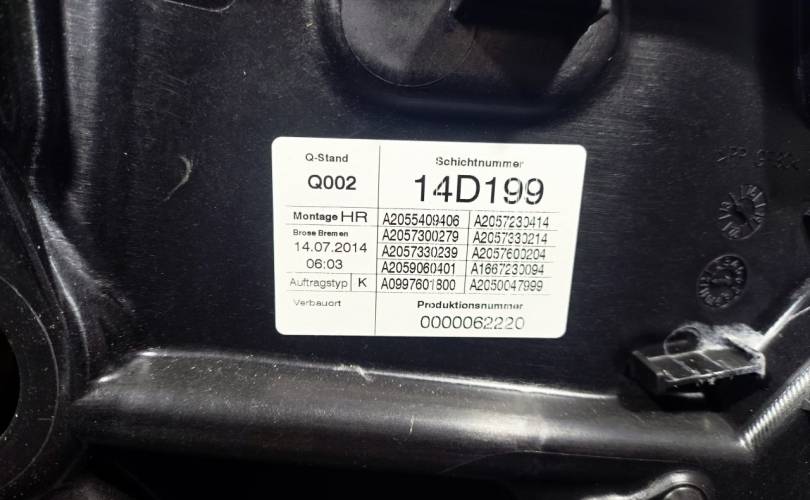 Q-Stand
Schichtnummer
Q002
14D199
Montage HR
A2055409406 A2057230414
Brose Bremen
A2057300279 A2057330214
14.07.2014
A2057330239 A2057600204
06:03
A2059060401 A1667230094
Auftragstyp K
A0997601800 A2050047999
Verbauort
Produktionsnummer
0000062220